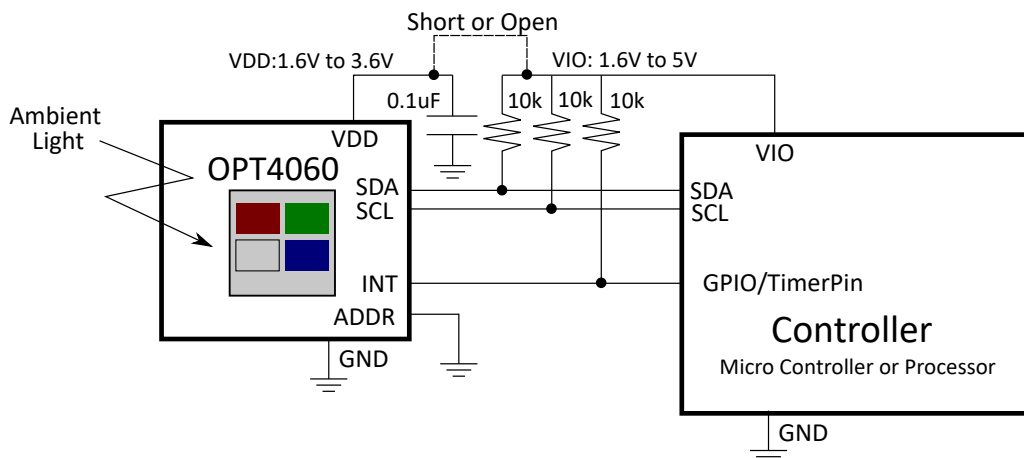 Short or Open
VDD:1.6V to 3.6V
VIO: 1.6V to 5V
0.1uF
10k
10k
10k
Ambient
Light
VDD
VIO
OPT4060
SDA
SCL
SDA
SCL
INT
GPIO/TimerPin
ADDR
Controller
GND
Micro Controller or Processor
GND